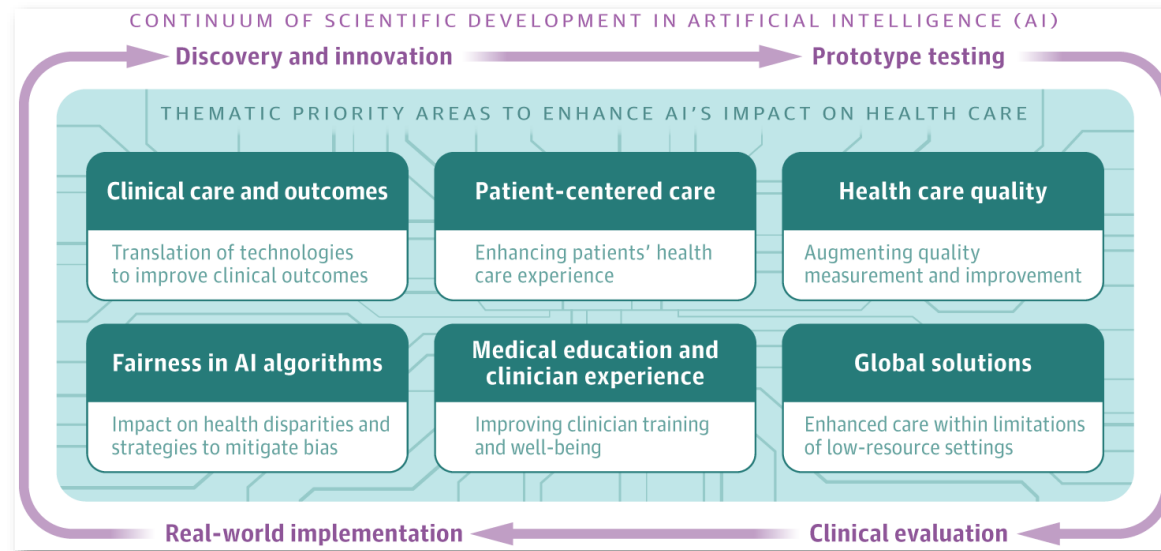 CONTINUUM OF SCIENTIFIC DEVELOPMENT IN ARTIFICIAL INTELLIGENCE (AI)
Discovery and innovation
Prototype testing
THEMATIC PRIORITY AREAS TO ENHANCE AI'S IMPACT ON HEALTH CARE
Clinical care and outcomes
Translation of technologies
to improve clinical outcomes
Patient-centered care
Enhancing patients' health
care experience
Health care quality
Augmenting quality
measurement and improvement
Fairness in AI algorithms
Impact on health disparities and
strategies to mitigate bias
Medical education and
clinician experience
Improving clinician training
and well-being
Global solutions
Enhanced care within limitations
of low-resource settings
Real-world implementation
Clinical evaluation